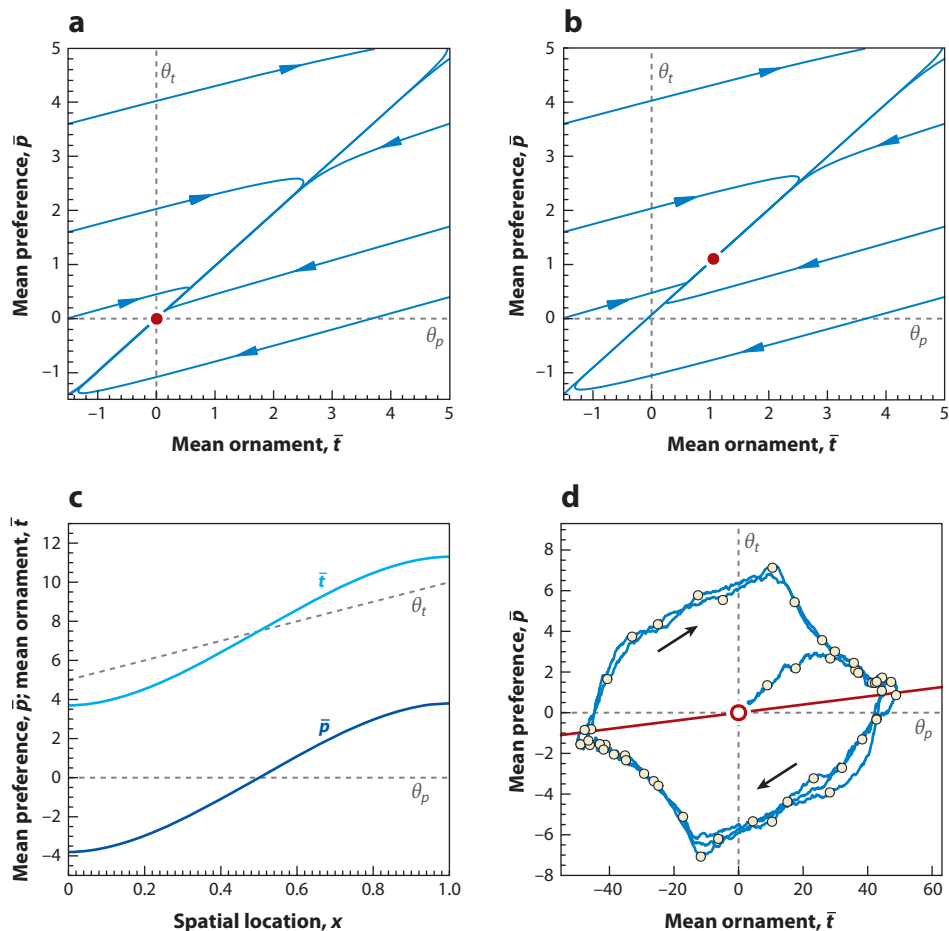 a
Mean preference, p̄
5
4
3
2
1
0
−1
θt
θp
−1
0
1
2
3
4
5
Mean ornament, t̄
b
Mean preference, p̄
5
4
3
2
1
0
−1
θt
θp
−1
0
1
2
3
4
5
Mean ornament, t̄
c
Mean preference, p̄; mean ornament, t̄
12
10
8
6
4
2
0
−2
−4
t̄
θt
p̄
θp
0
0.2
0.4
0.6
0.8
1.0
Spatial location, x
d
Mean preference, p̄
8
6
4
2
0
−2
−4
−6
−8
θt
θp
−40
−20
0
20
40
60
Mean ornament, t̄